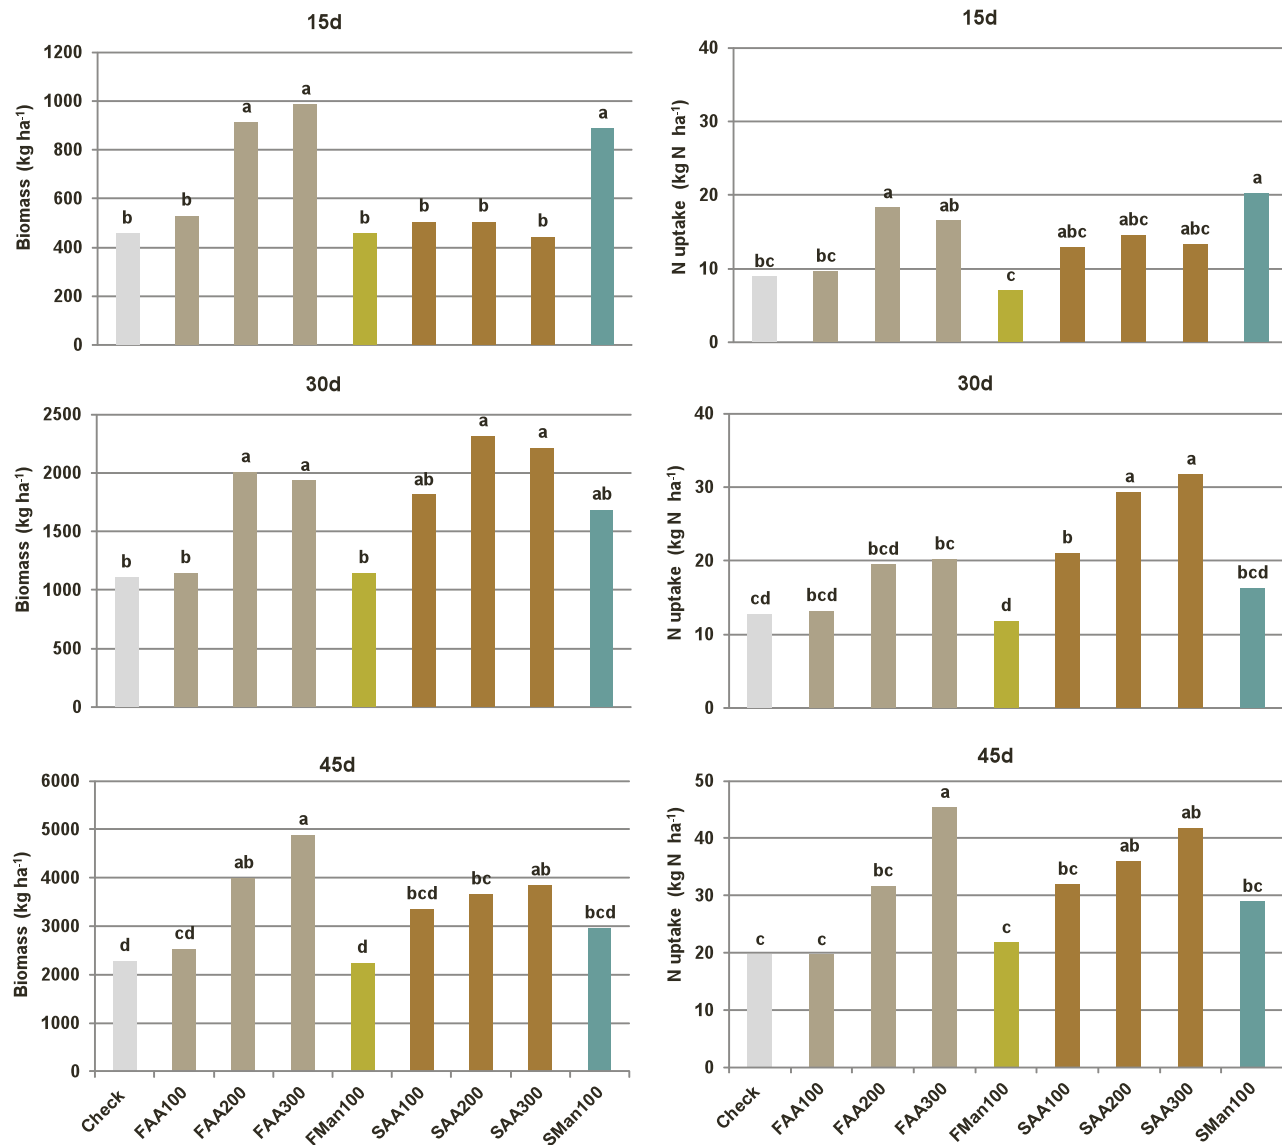 15d
Biomass (kg ha-1)
1200
1000
800
600
400
200
0
b
b
a
a
b
b
b
b
a
15d
N uptake (kg N ha-1)
40
30
20
10
0
bc
bc
a
ab
c
abc
abc
abc
a
30d
Biomass (kg ha-1)
2500
2000
1500
1000
500
0
b
b
a
a
b
ab
a
a
ab
30d
N uptake (kg N ha-1)
40
30
20
10
0
cd
bcd
bcd
bc
d
b
a
a
bcd
45d
Biomass (kg ha-1)
6000
5000
4000
3000
2000
1000
0
d
cd
ab
a
d
bcd
bc
ab
bcd
Check
FAA100
FAA200
FAA300
FMan100
SAA100
SAA200
SAA300
SMan100
45d
N uptake (kg N ha-1)
50
40
30
20
10
0
c
c
bc
a
c
bc
ab
ab
bc
Check
FAA100
FAA200
FAA300
FMan100
SAA100
SAA200
SAA300
SMan100